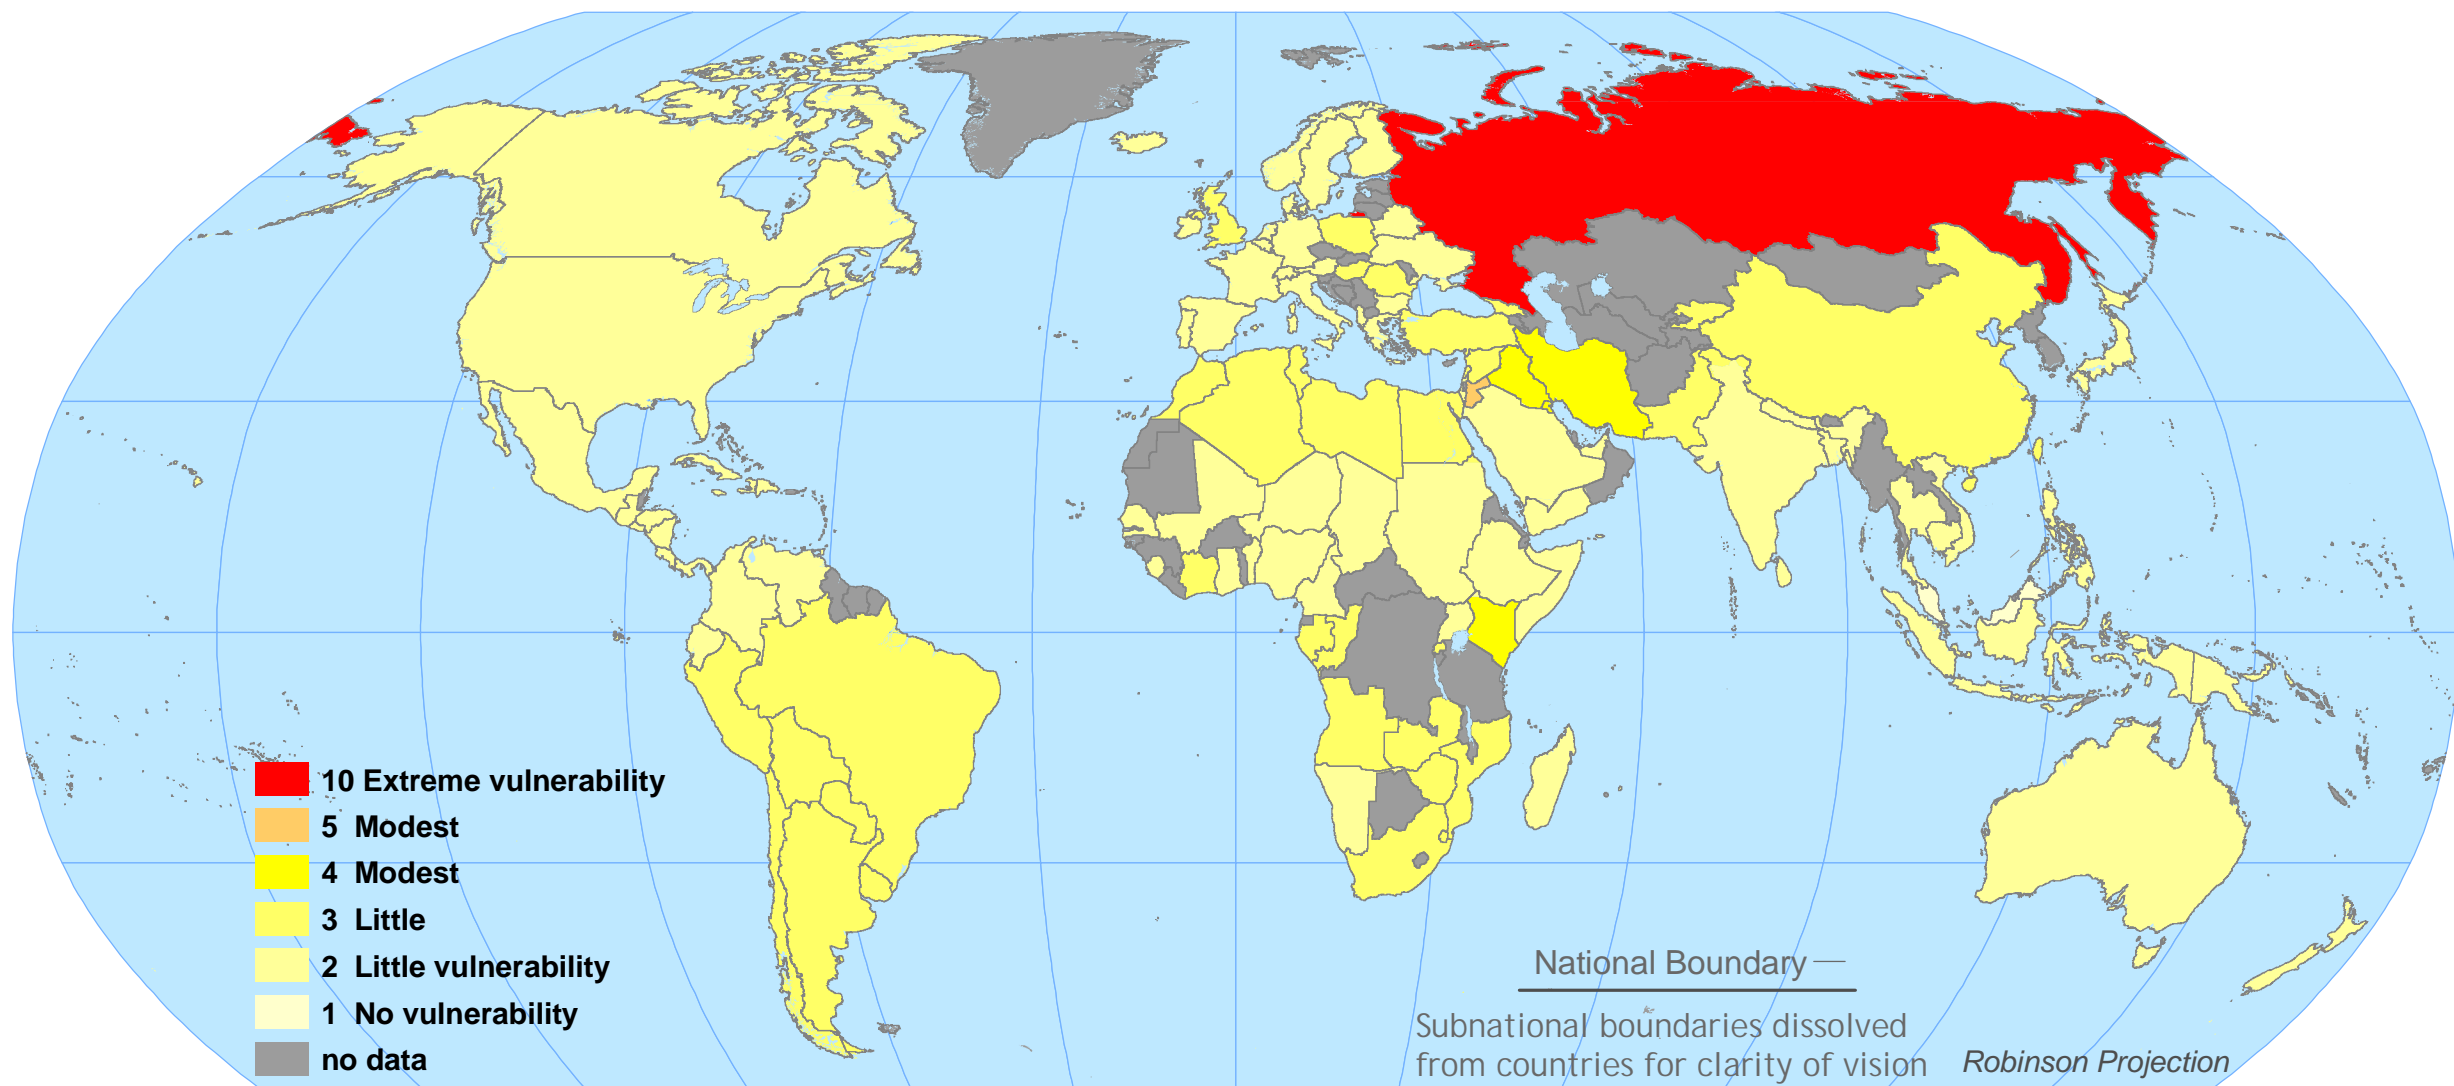 10 Extreme vulnerability
5 Modest
4 Modest
3 Little
2 Little vulnerability
1 No vulnerability
no data
National Boundary
Subnational boundaries dissolved
from countries for clarity of vision
Robinson Projection